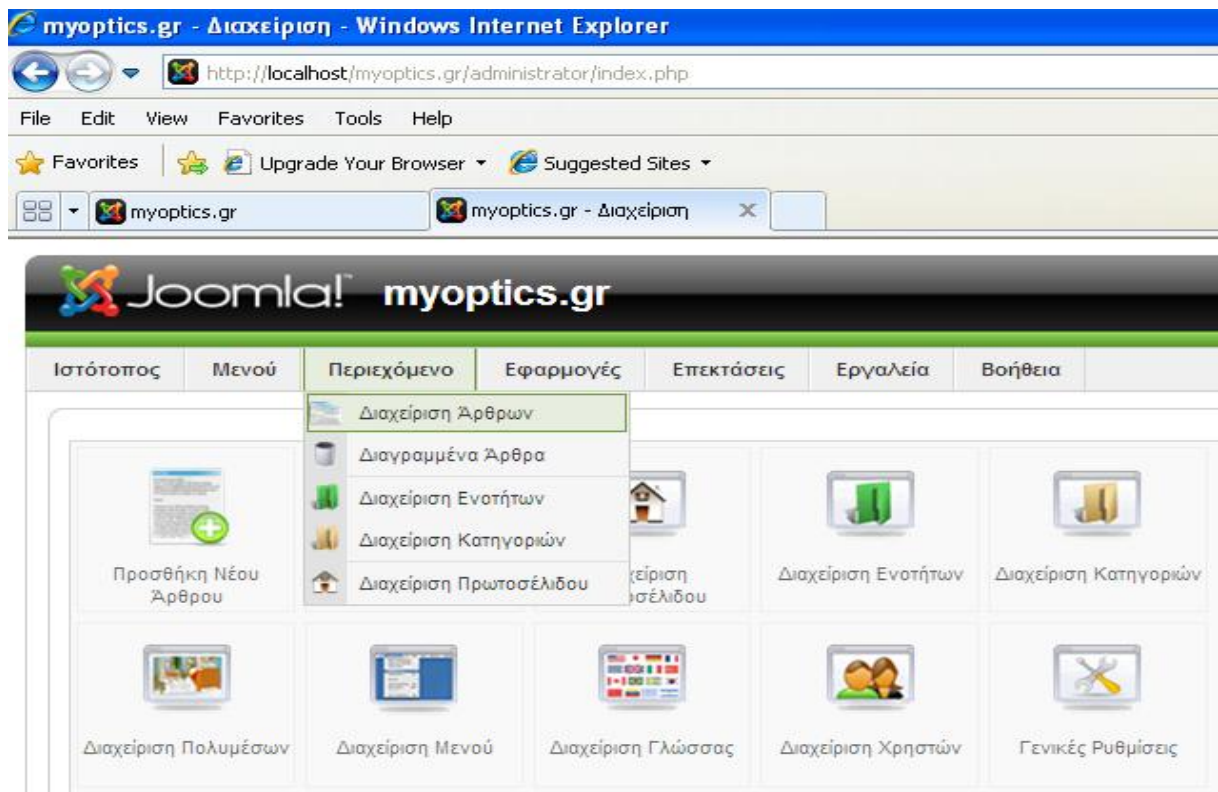 myoptics.gr - Διαχείριση - Windows Internet Explorer
http://localhost/myoptics.gr/administrator/index.php
File Edit View Favorites Tools Help
Favorites Upgrade Your Browser Suggested Sites
myoptics.gr myoptics.gr - Διαχείριση
Joomla!™ myoptics.gr
Ιστότοπος Μενού Περιεχόμενο Εφαρμογές Επεκτάσεις Εργαλεία Βοήθεια
Διαχείριση Άρθρων
Διαγραμμένα Άρθρα
Διαχείριση Ενοτήτων
Διαχείριση Κατηγοριών
Διαχείριση Πρωτοσέλιδου
Προσθήκη Νέου
Άρθρου
χείριση
οσέλιδου
Διαχείριση Ενοτήτων
Διαχείριση Κατηγοριών
Διαχείριση Πολυμέσων
Διαχείριση Μενού
Διαχείριση Γλώσσας
Διαχείριση Χρηστών
Γενικές Ρυθμίσεις